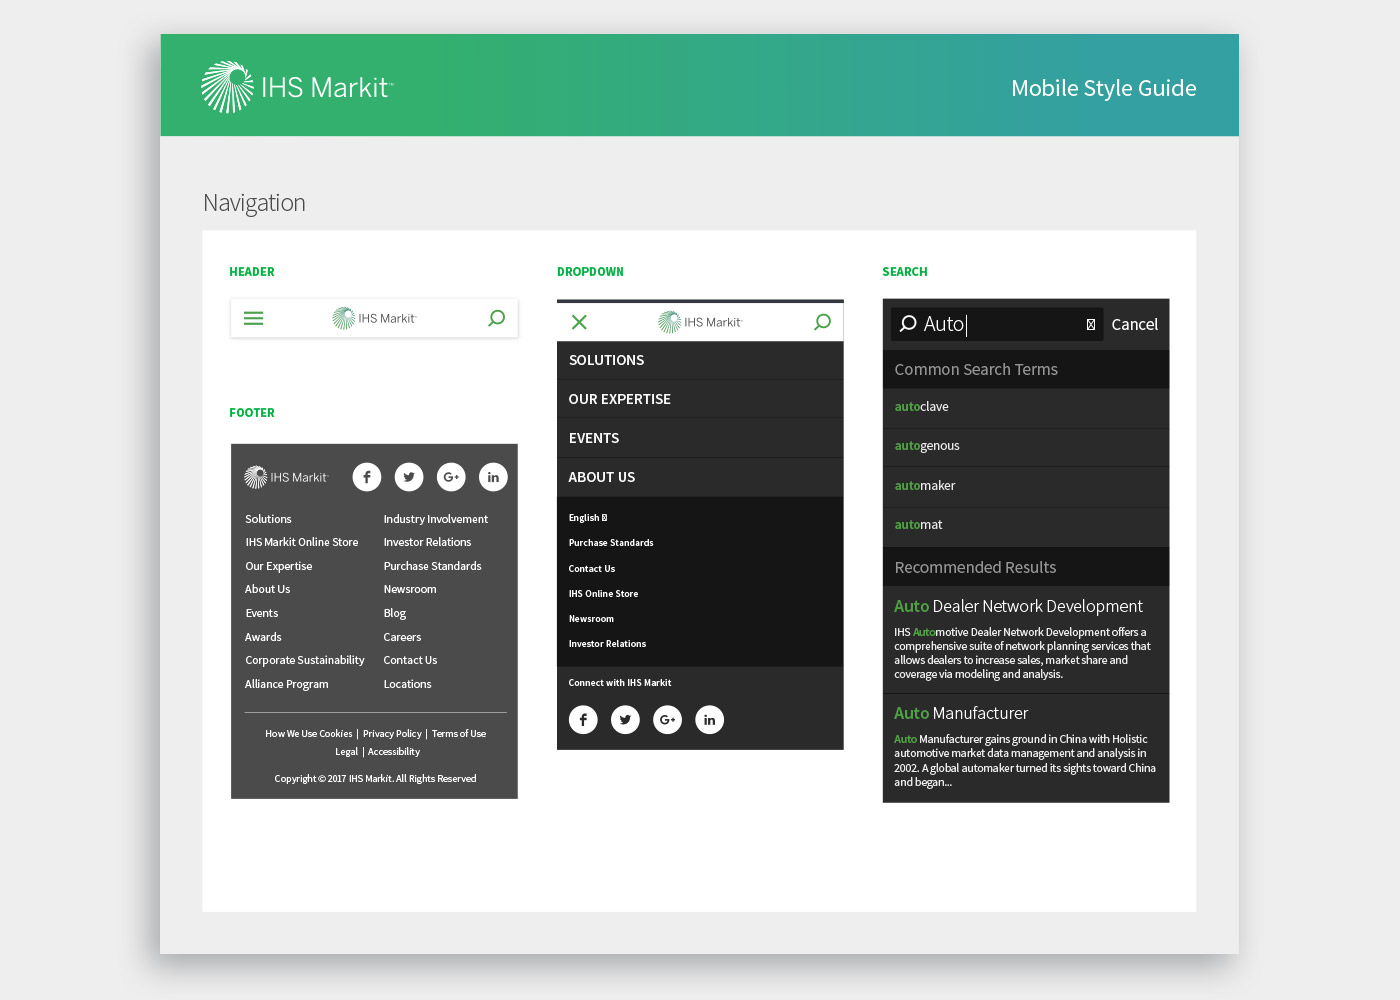 IHS Markit™
Mobile Style Guide
Navigation
HEADER
IHS Markit
FOOTER
IHS Markit
Solutions
IHS Markit Online Store
Our Expertise
About Us
Events
Awards
Corporate Sustainability
Alliance Program
Industry Involvement
Investor Relations
Purchase Standards
Newsroom
Blog
Careers
Contact Us
Locations
How We Use Cookies | Privacy Policy | Terms of Use
Legal | Accessibility
Copyright © 2017 IHS Markit. All Rights Reserved
DROPDOWN
IHS Markit
SOLUTIONS
OUR EXPERTISE
EVENTS
ABOUT US
English
Purchase Standards
Contact Us
IHS Online Store
Newsroom
Investor Relations
Connect with IHS Markit
SEARCH
Auto
Cancel
Common Search Terms
autoclave
autogenous
automaker
automat
Recommended Results
Auto Dealer Network Development
IHS Automotive Dealer Network Development offers a
comprehensive suite of network planning services that
allows dealers to increase sales, market share and
coverage via modeling and analysis.
Auto Manufacturer
Auto Manufacturer gains ground in China with Holistic
automotive market data management and analysis in
2002. A global automaker turned its sights toward China
and began...